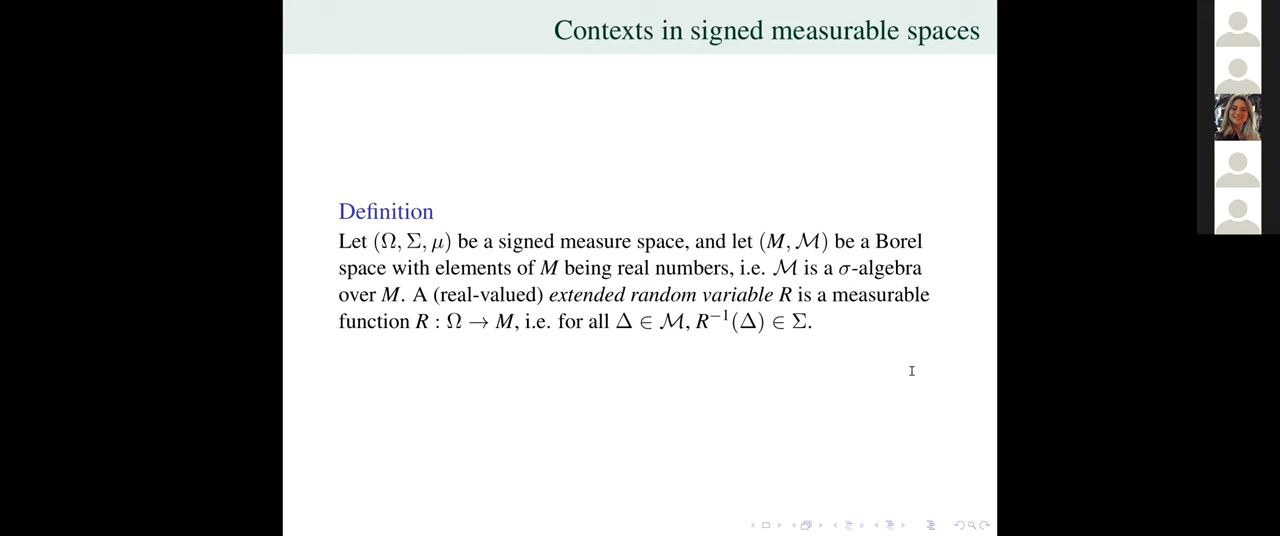 Contexts in signed measurable spaces
Definition
Let (Ω, Σ, μ) be a signed measure space, and let (M, ℳ) be a Borel
space with elements of M being real numbers, i.e. ℳ is a σ-algebra
over M. A (real-valued) extended random variable R is a measurable
function R : Ω → M, i.e. for all Δ ∈ ℳ, R⁻¹(Δ) ∈ Σ.